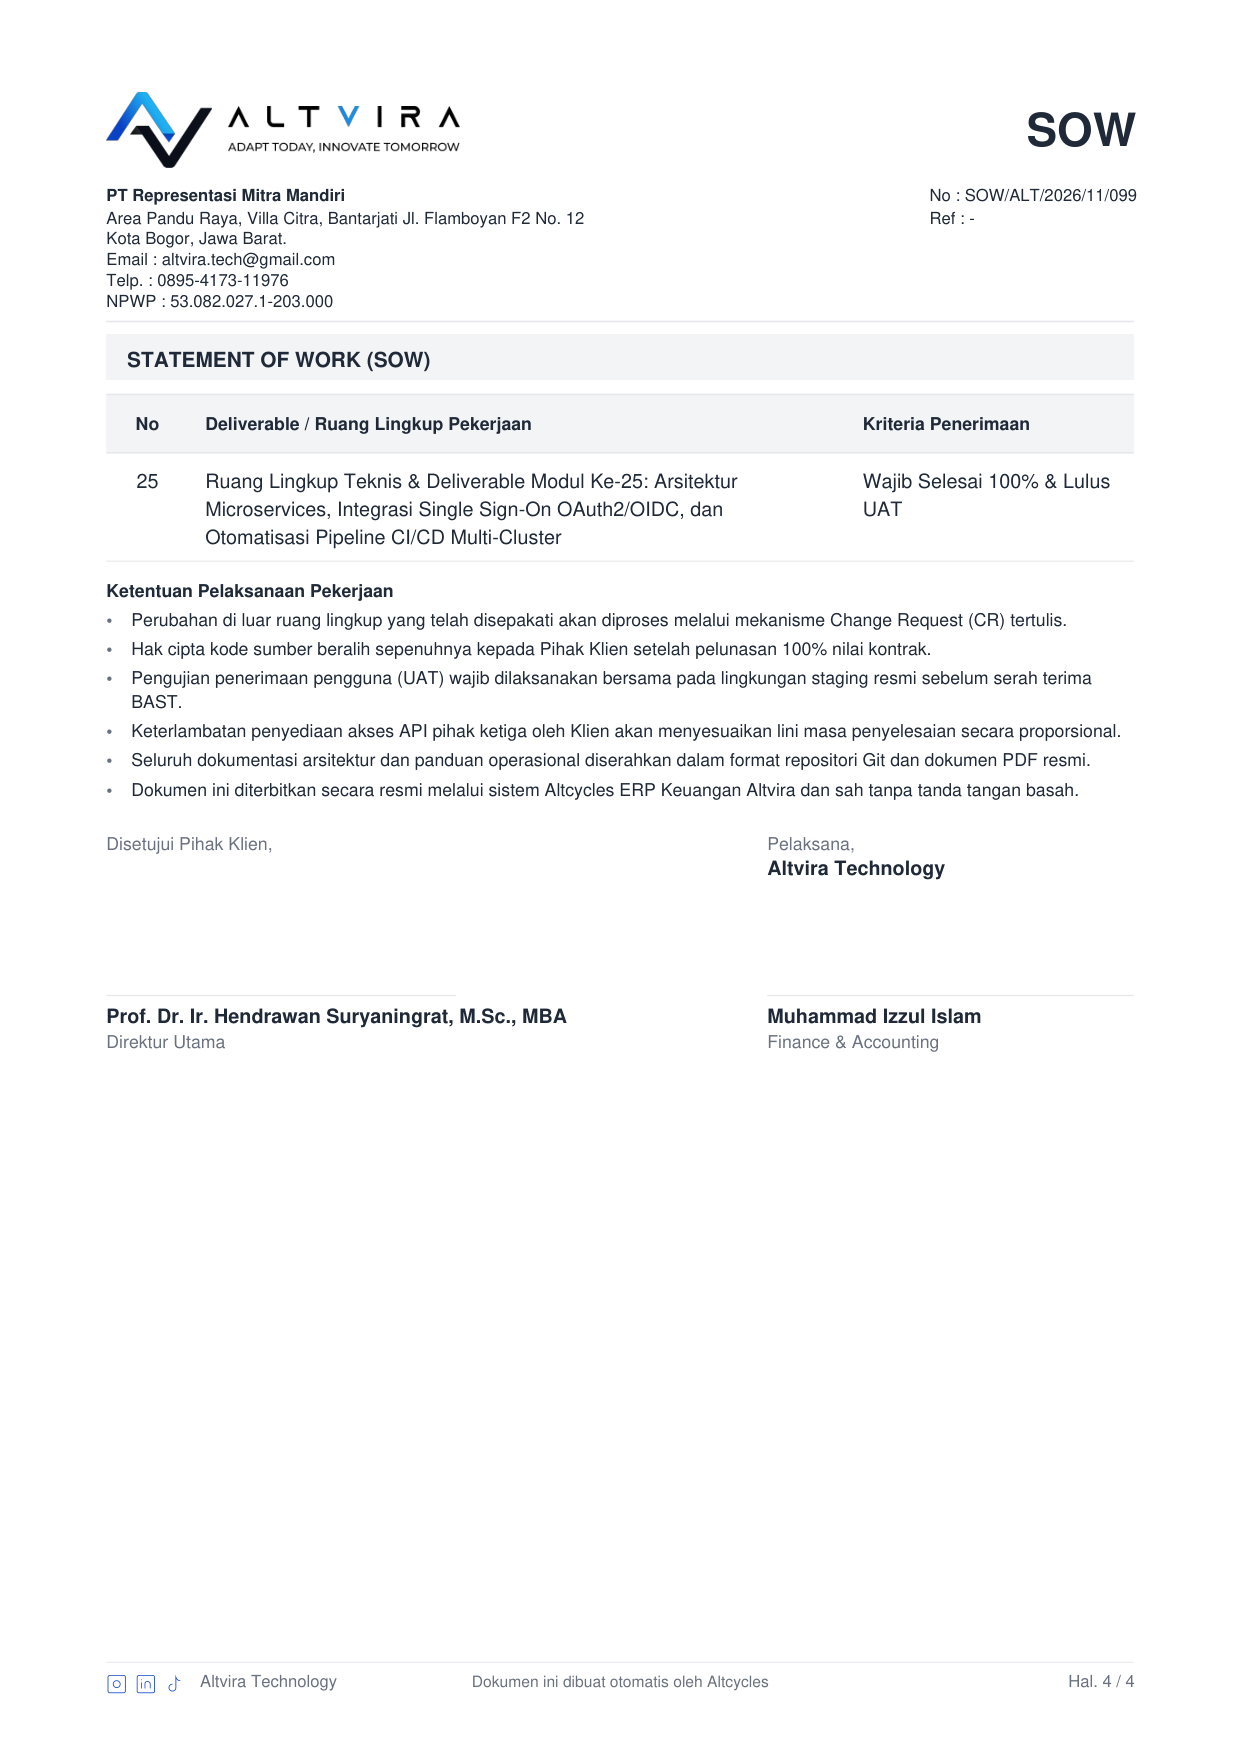 ALTVIRA
ADAPT TODAY, INNOVATE TOMORROW
SOW
PT Representasi Mitra Mandiri
Area Pandu Raya, Villa Citra, Bantarjati Jl. Flamboyan F2 No. 12
Kota Bogor, Jawa Barat.
Email : altvira.tech@gmail.com
Telp. : 0895-4173-11976
NPWP : 53.082.027.1-203.000
No : SOW/ALT/2026/11/099
Ref : -
STATEMENT OF WORK (SOW)
No Deliverable / Ruang Lingkup Pekerjaan Kriteria Penerimaan
25 Ruang Lingkup Teknis & Deliverable Modul Ke-25: Arsitektur Wajib Selesai 100% & Lulus
Microservices, Integrasi Single Sign-On OAuth2/OIDC, dan UAT
Otomatisasi Pipeline CI/CD Multi-Cluster
Ketentuan Pelaksanaan Pekerjaan
• Perubahan di luar ruang lingkup yang telah disepakati akan diproses melalui mekanisme Change Request (CR) tertulis.
• Hak cipta kode sumber beralih sepenuhnya kepada Pihak Klien setelah pelunasan 100% nilai kontrak.
• Pengujian penerimaan pengguna (UAT) wajib dilaksanakan bersama pada lingkungan staging resmi sebelum serah terima
BAST.
• Keterlambatan penyediaan akses API pihak ketiga oleh Klien akan menyesuaikan lini masa penyelesaian secara proporsional.
• Seluruh dokumentasi arsitektur dan panduan operasional diserahkan dalam format repositori Git dan dokumen PDF resmi.
• Dokumen ini diterbitkan secara resmi melalui sistem Altcycles ERP Keuangan Altvira dan sah tanpa tanda tangan basah.
Disetujui Pihak Klien,
Pelaksana,
Altvira Technology
Prof. Dr. Ir. Hendrawan Suryaningrat, M.Sc., MBA
Direktur Utama
Muhammad Izzul Islam
Finance & Accounting
Altvira Technology Dokumen ini dibuat otomatis oleh Altcycles Hal. 4 / 4